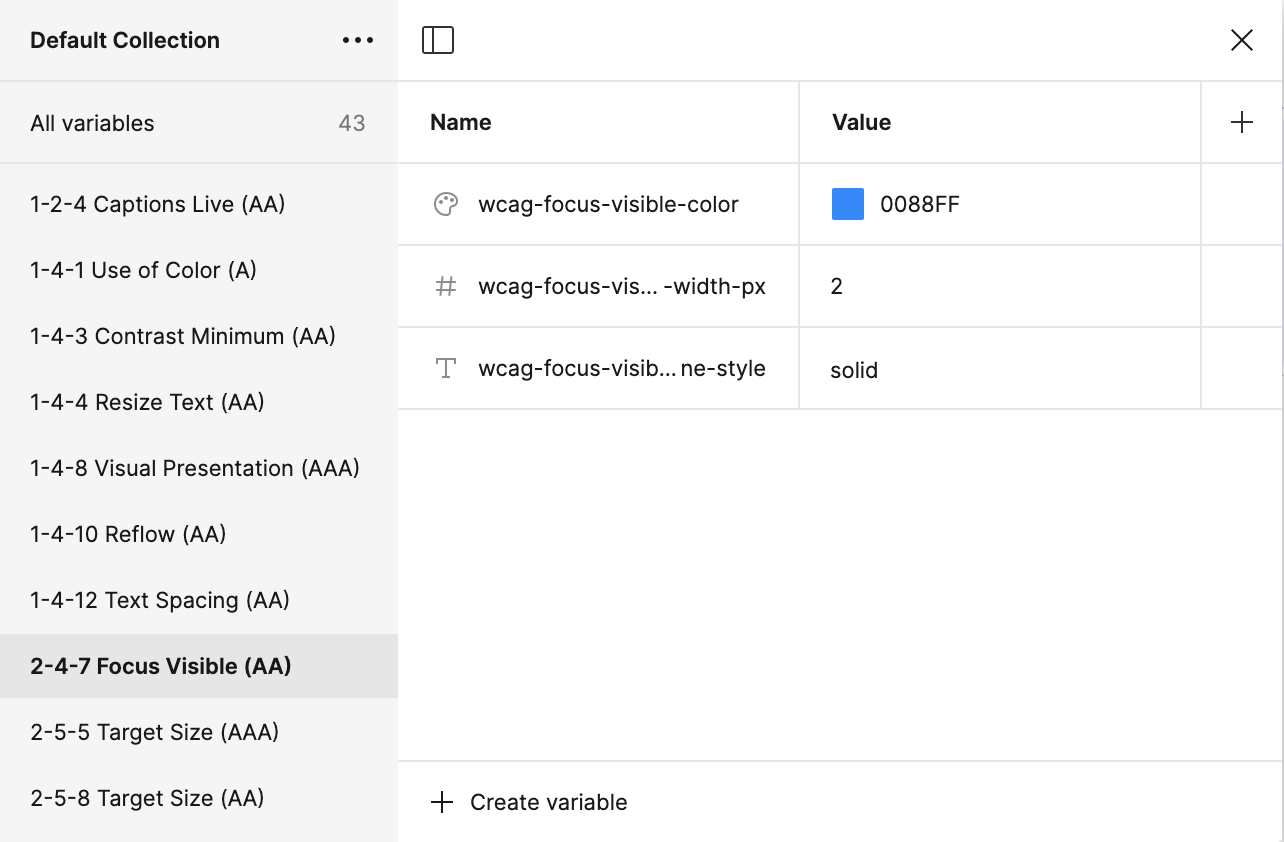 Default Collection
All variables 43
1-2-4 Captions Live (AA)
1-4-1 Use of Color (A)
1-4-3 Contrast Minimum (AA)
1-4-4 Resize Text (AA)
1-4-8 Visual Presentation (AAA)
1-4-10 Reflow (AA)
1-4-12 Text Spacing (AA)
2-4-7 Focus Visible (AA)
2-5-5 Target Size (AAA)
2-5-8 Target Size (AA)
Name Value
wcag-focus-visible-color 0088FF
wcag-focus-vis... -width-px 2
wcag-focus-visib... ne-style solid
Create variable